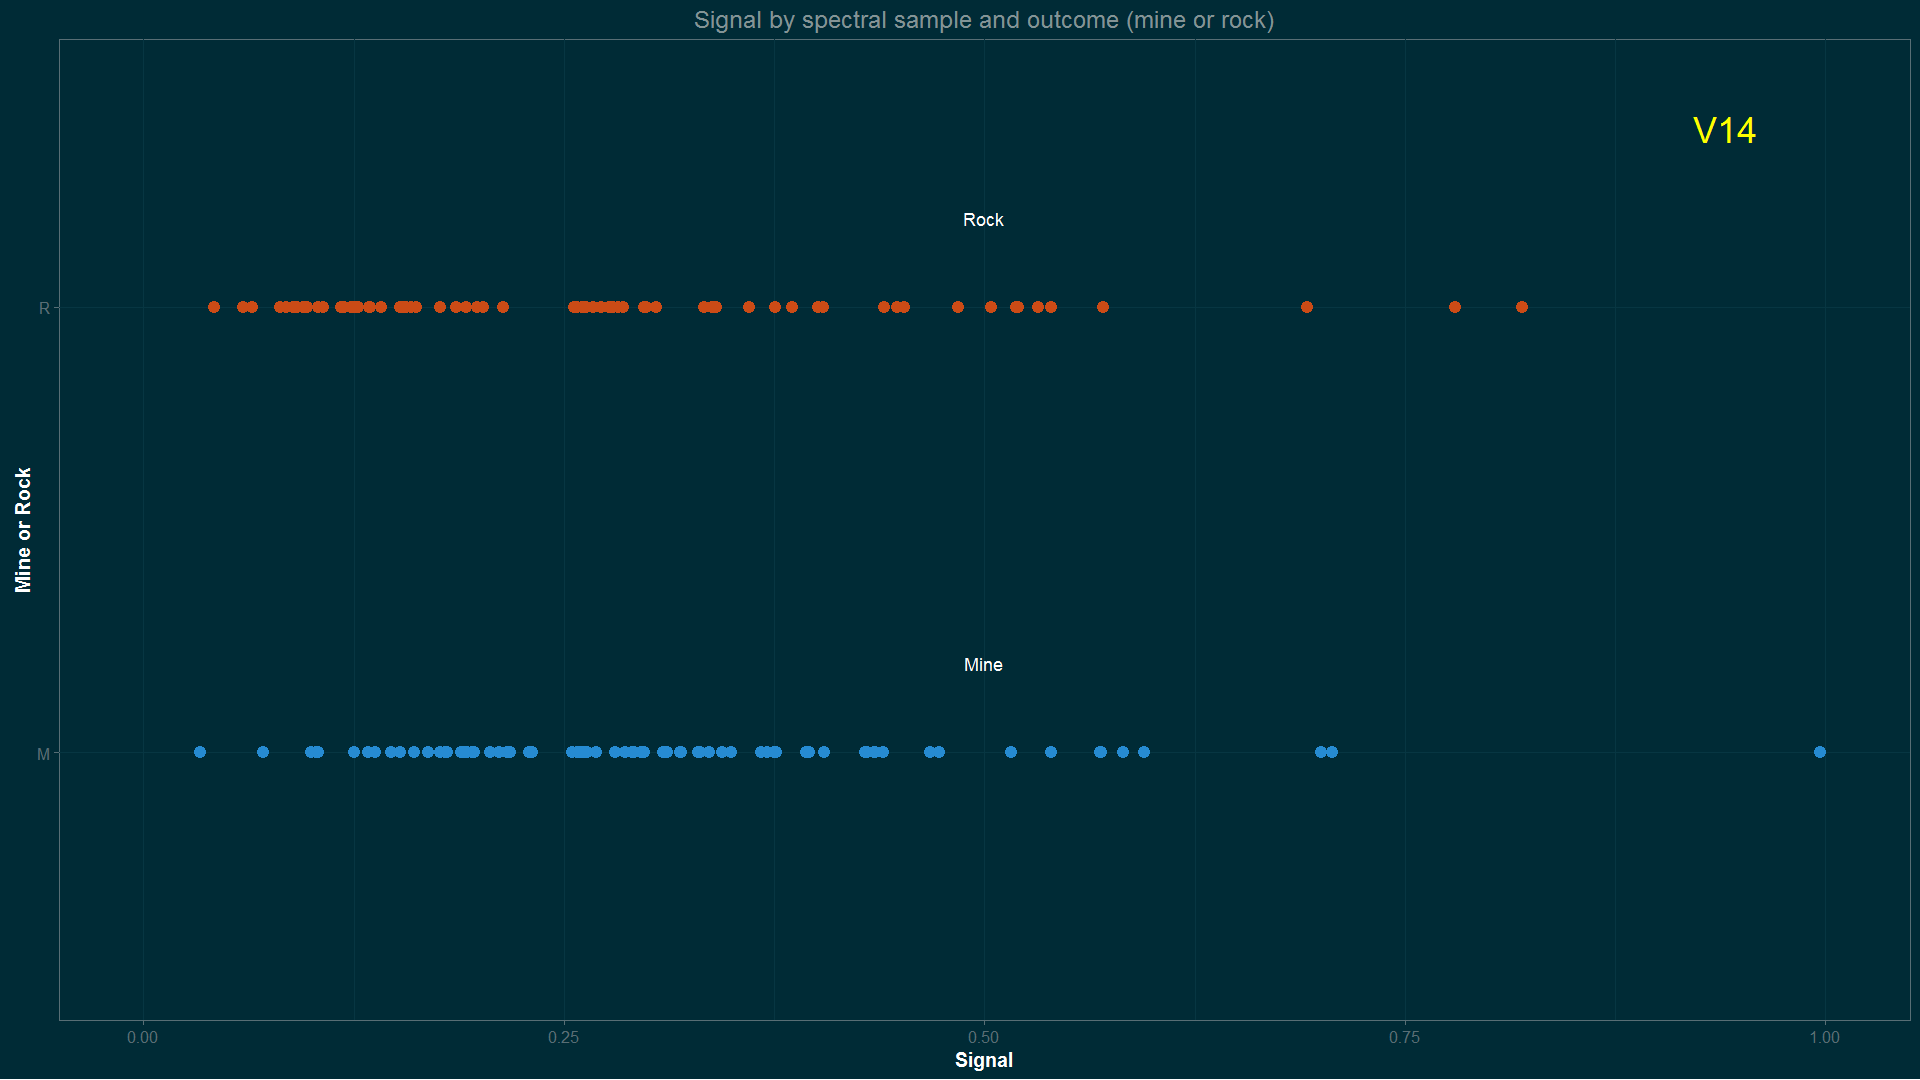 Signal by spectral sample and outcome (mine or rock)
V14
Rock
R
Mine or Rock
Mine
M
0.00 0.25 0.50 0.75 1.00
Signal